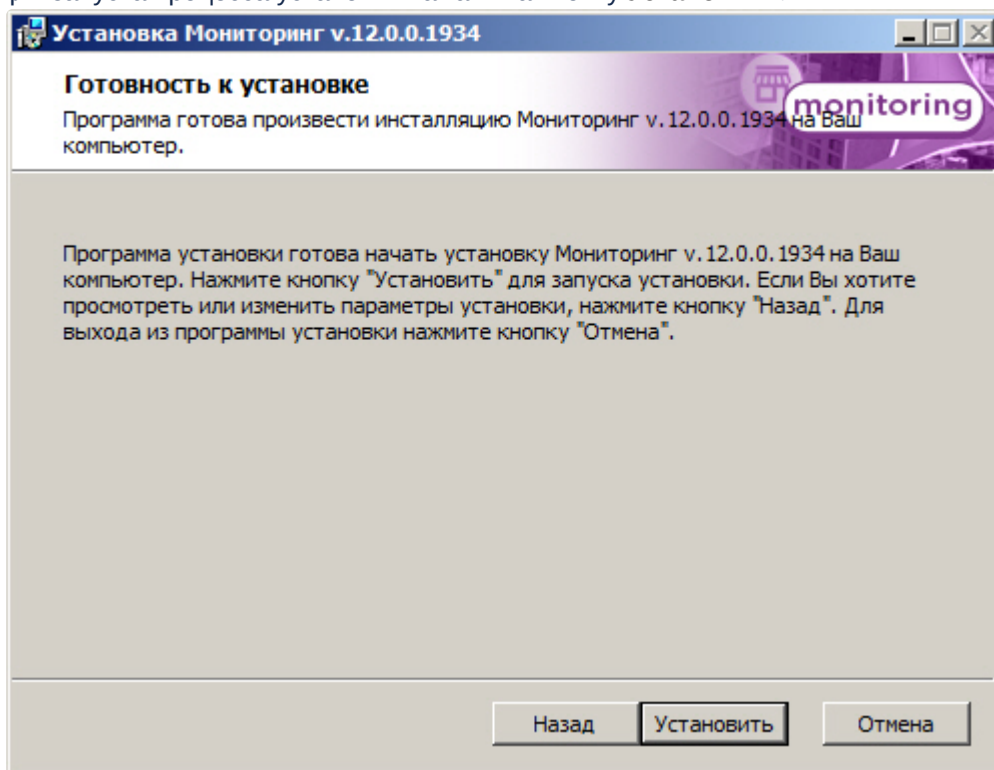 Установка Мониторинг v.12.0.0.1934
Готовность к установке
Программа готова произвести инсталляцию Мониторинг v.12.0.0.1934 на Ваш
компьютер.
monitoring
Программа установки готова начать установку Мониторинг v.12.0.0.1934 на Ваш
компьютер. Нажмите кнопку "Установить" для запуска установки. Если Вы хотите
просмотреть или изменить параметры установки, нажмите кнопку "Назад". Для
выхода из программы установки нажмите кнопку "Отмена".
Назад Установить Отмена